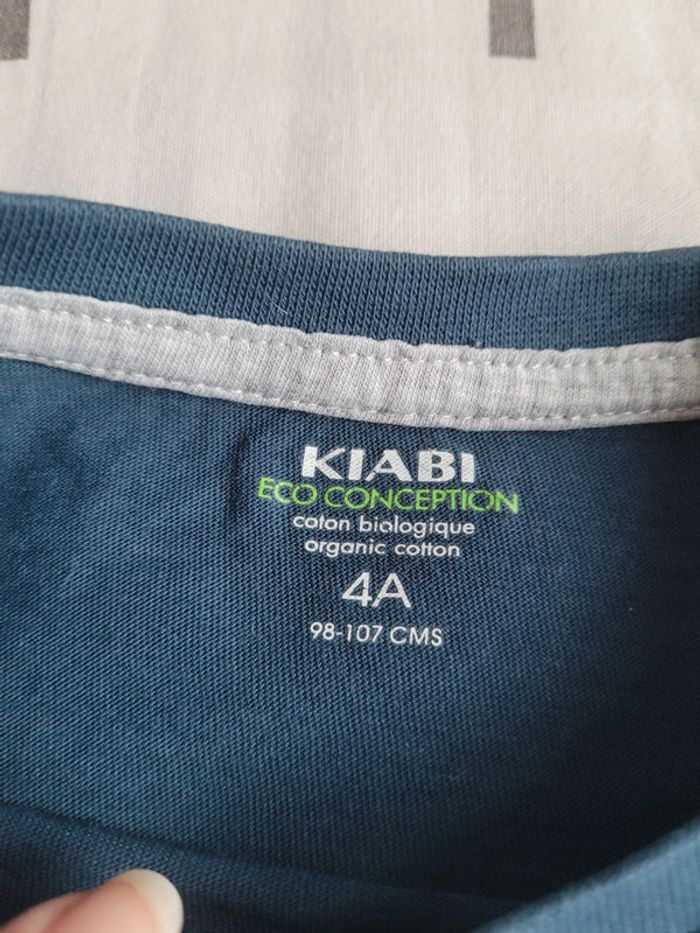 KIABI
ECO CONCEPTION
coton biologique
organic cotton
4A
98-107 CMS